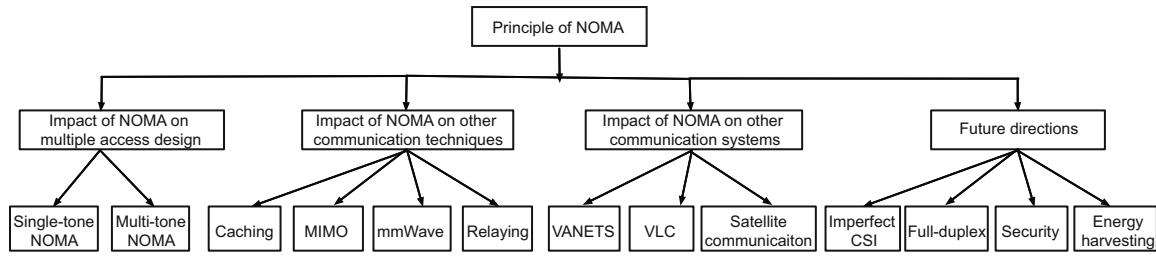 Principle of NOMA
Impact of NOMA on
multiple access design
Impact of NOMA on other
communication techniques
Impact of NOMA on other
communication systems
Future directions
Single-tone
NOMA
Multi-tone
NOMA
Caching
MIMO
mmWave
Relaying
VANETS
VLC
Satellite
communicaiton
Imperfect
CSI
Full-duplex
Security
Energy
harvesting